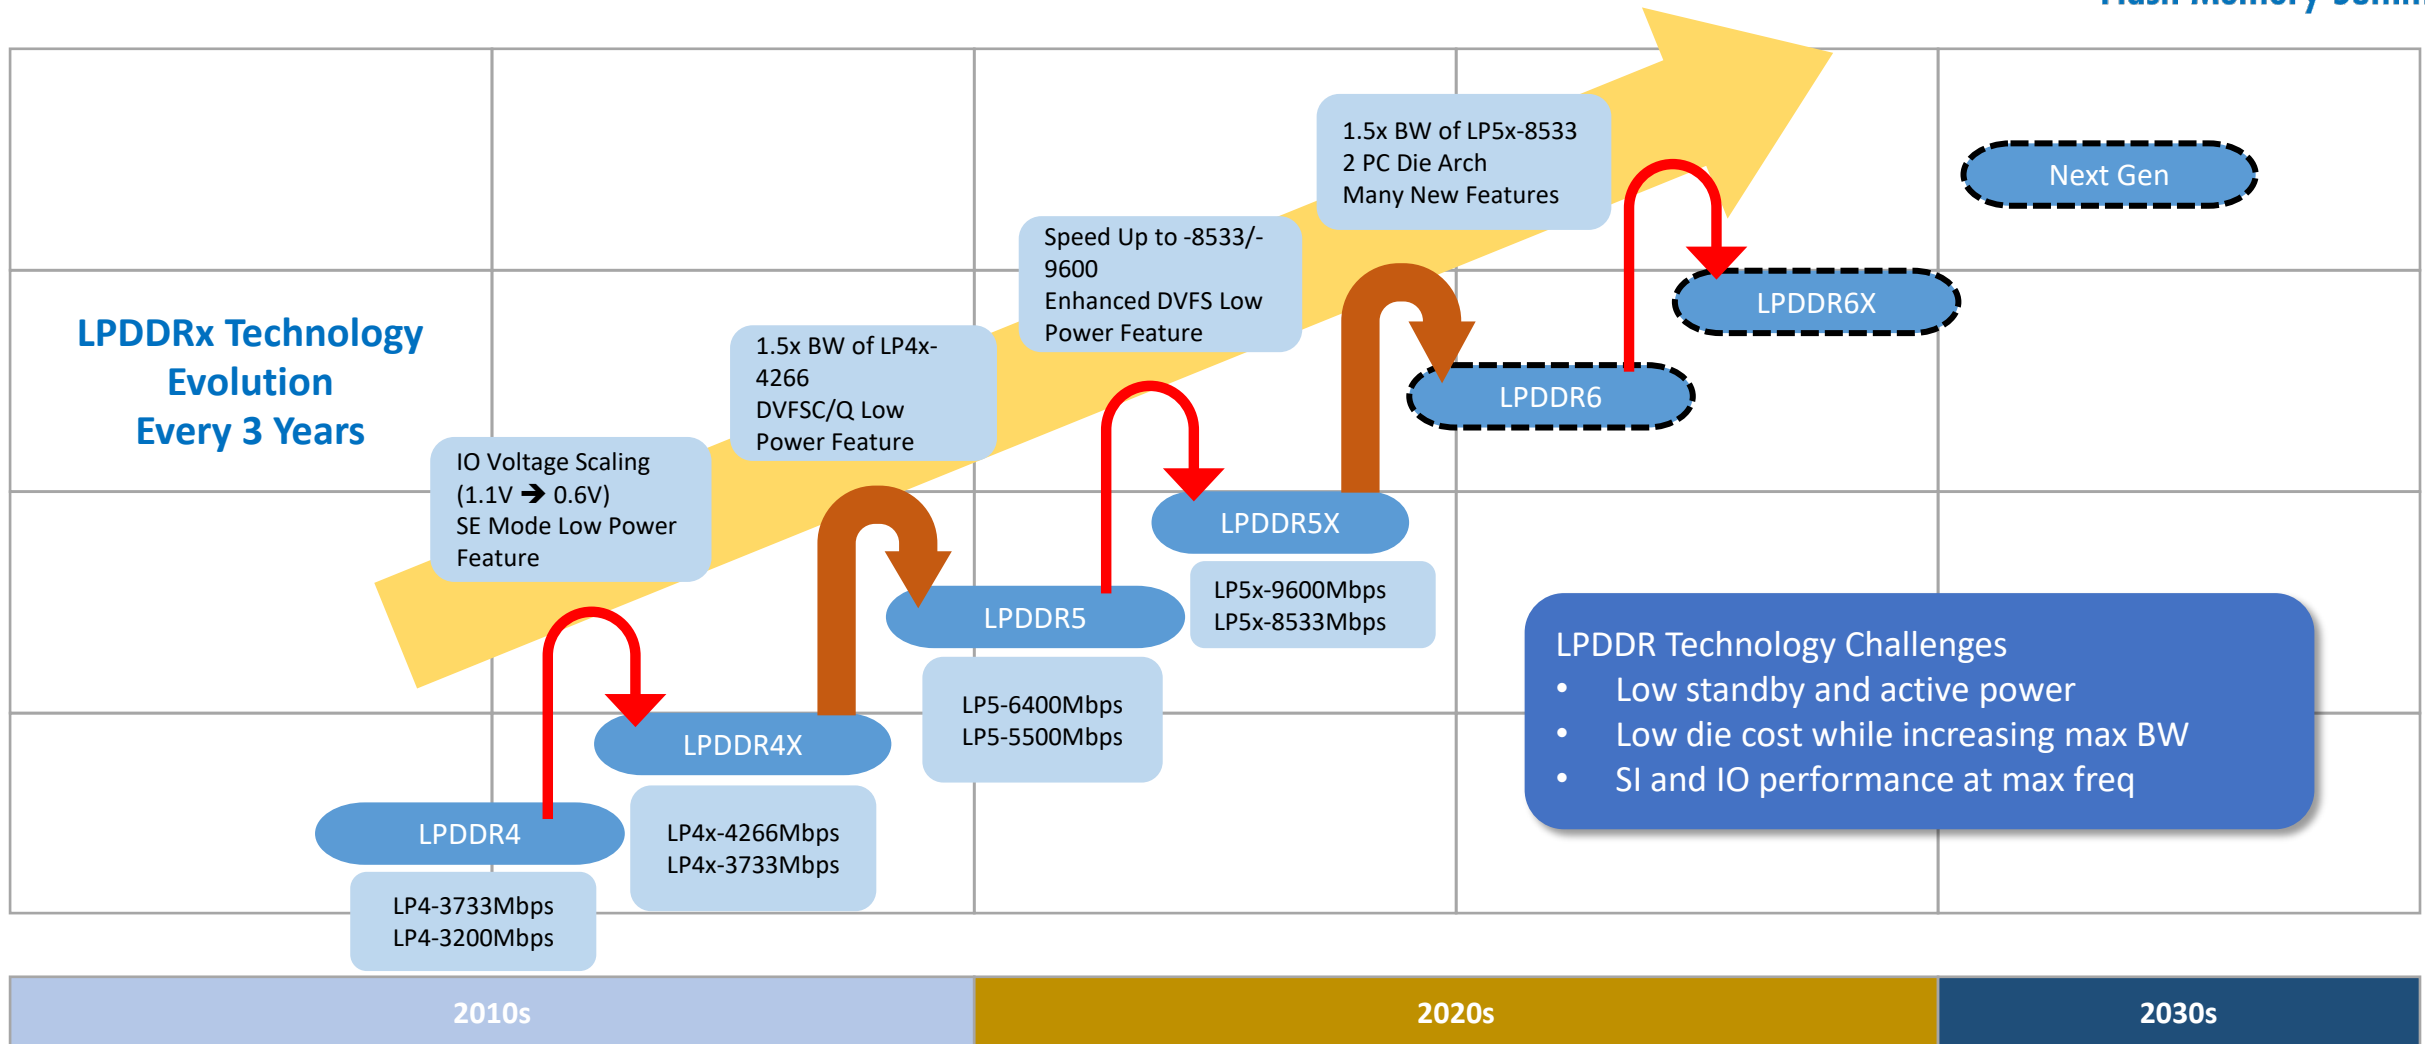 1.5x BW of LP5x-8533
2 PC Die Arch
Many New Features
Next Gen
Speed Up to -8533/-
9600
Enhanced DVFS Low
Power Feature
LPDDR6X
LPDDRx Technology
Evolution
Every 3 Years
1.5x BW of LP4x-
4266
DVFSC/Q Low
Power Feature
LPDDR6
IO Voltage Scaling
(1.1V ➔ 0.6V)
SE Mode Low Power
Feature
LPDDR5X
LP5x-9600Mbps
LP5x-8533Mbps
LPDDR5
LP5-6400Mbps
LP5-5500Mbps
LPDDR Technology Challenges
• Low standby and active power
• Low die cost while increasing max BW
• SI and IO performance at max freq
LPDDR4X
LP4x-4266Mbps
LP4x-3733Mbps
LPDDR4
LP4-3733Mbps
LP4-3200Mbps
2010s
2020s
2030s